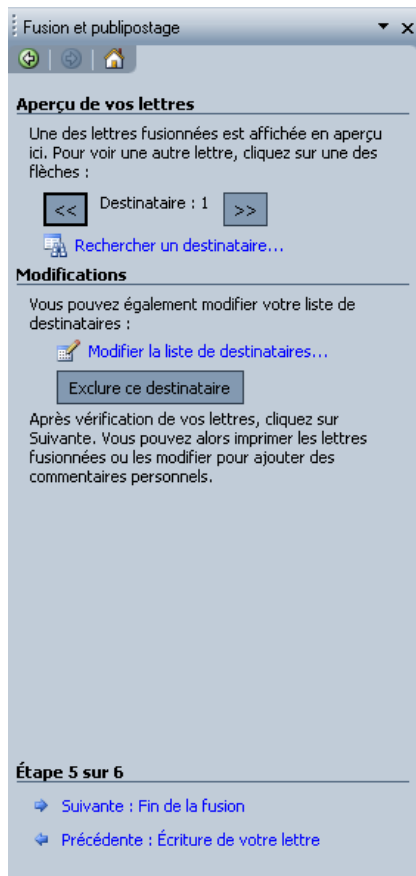 Fusion et publipostage
Aperçu de vos lettres
Une des lettres fusionnées est affichée en aperçu
ici. Pour voir une autre lettre, cliquez sur une des
flèches :
<< Destinataire : 1 >>
Rechercher un destinataire...
Modifications
Vous pouvez également modifier votre liste de
destinataires :
Modifier la liste de destinataires...
Exclure ce destinataire
Après vérification de vos lettres, cliquez sur
Suivante. Vous pouvez alors imprimer les lettres
fusionnées ou les modifier pour ajouter des
commentaires personnels.
Étape 5 sur 6
Suivante : Fin de la fusion
Précédente : Écriture de votre lettre